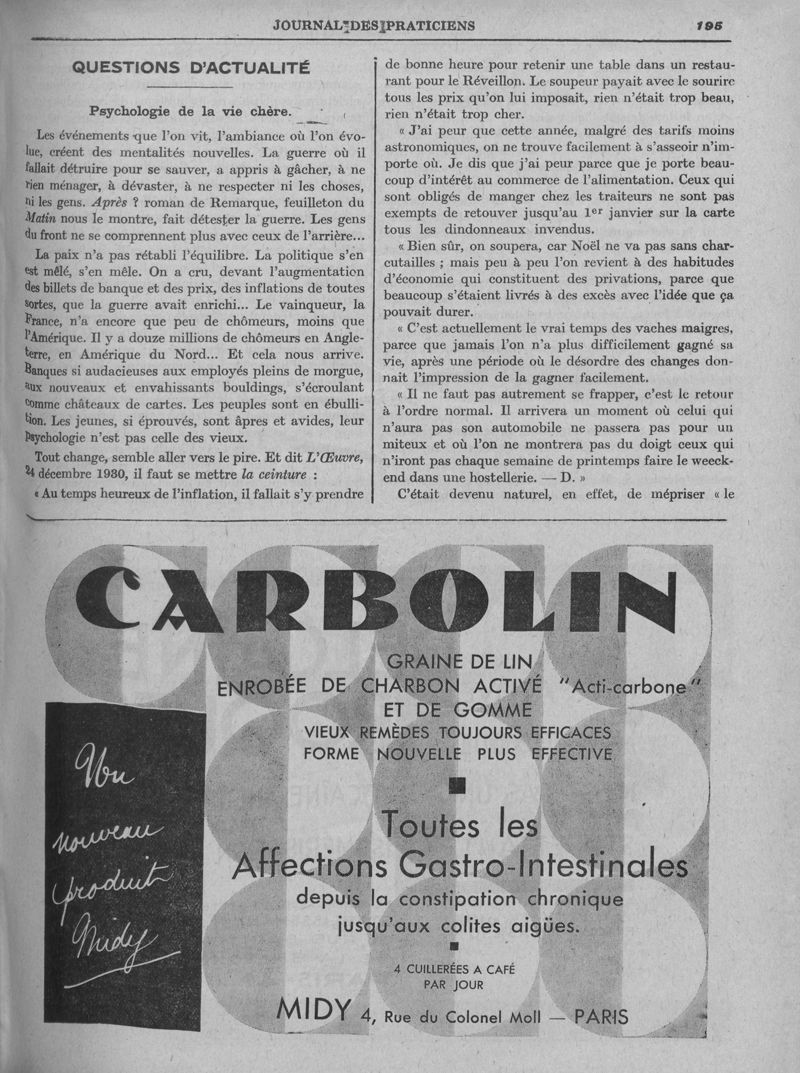 JOURNAL DES PRATICIENS
195
QUESTIONS D'ACTUALITÉ
Psychologie de la vie chère.
Les événements que l'on vit, l'ambiance où l'on évo-
lue, créent des mentalités nouvelles. La guerre où il
fallait détruire pour se sauver, a appris à gâcher, à ne
rien ménager, à dévaster, à ne respecter ni les choses,
ni les gens. Après ? roman de Remarque, feuilleton du
Matin nous le montre, fait détester la guerre. Les gens
du front ne se comprennent plus avec ceux de l'arrière...
La paix n'a pas rétabli l'équilibre. La politique s'en
est mêlé, s'en mêle. On a cru, devant l'augmentation
des billets de banque et des prix, des inflations de toutes
sortes, que la guerre avait enrichi... Le vainqueur, la
France, n'a encore que peu de chômeurs, moins que
l'Amérique. Il y a douze millions de chômeurs en Angle-
terre, en Amérique du Nord... Et cela nous arrive.
Banques si audacieuses aux employés pleins de morgue,
aux nouveaux et envahissants bouldings, s'écroulant
comme châteaux de cartes. Les peuples sont en ébulli-
tion. Les jeunes, si éprouvés, sont âpres et avides, leur
psychologie n'est pas celle des vieux.
Tout change, semble aller vers le pire. Et dit L'Œuvre,
24 décembre 1930, il faut se mettre la ceinture :
« Au temps heureux de l'inflation, il fallait s'y prendre
de bonne heure pour retenir une table dans un restau-
rant pour le Réveillon. Le soupeur payait avec le sourire
tous les prix qu'on lui imposait, rien n'était trop beau,
rien n'était trop cher.
« J'ai peur que cette année, malgré des tarifs moins
astronomiques, on ne trouve facilement à s'asseoir n'im-
porte où. Je dis que j'ai peur parce que je porte beau-
coup d'intérêt au commerce de l'alimentation. Ceux qui
sont obligés de manger chez les traiteurs ne sont pas
exempts de retouver jusqu'au 1er janvier sur la carte
tous les dindonneaux invendus.
« Bien sûr, on soupera, car Noël ne va pas sans char-
cutailles ; mais peu à peu l'on revient à des habitudes
d'économie qui constituent des privations, parce que
beaucoup s'étaient livrés à des excès avec l'idée que ça
pouvait durer.
« C'est actuellement le vrai temps des vaches maigres,
parce que jamais l'on n'a plus difficilement gagné sa
vie, après une période où le désordre des changes don-
nait l'impression de la gagner facilement.
« Il ne faut pas autrement se frapper, c'est le retour
à l'ordre normal. Il arrivera un moment où celui qui
n'aura pas son automobile ne passera pas pour un
miteux et où l'on ne montrera pas du doigt ceux qui
n'iront pas chaque semaine de printemps faire le weeck-
end dans une hostellerie. — D. »
C'était devenu naturel, en effet, de mépriser « le
CARBOLIN
GRAINE DE LIN
ENROBÉE DE CHARBON ACTIVÉ "Acti-carbone"
ET DE GOMME
VIEUX REMÈDES TOUJOURS EFFICACES
FORME NOUVELLE PLUS EFFECTIVE
Un
nouveau
produit
Midy
Toutes les
Affections Gastro-Intestinales
depuis la constipation chronique
jusqu'aux colites aigües.
4 CUILLERÉES A CAFÉ
PAR JOUR
MIDY 4, Rue du Colonel Moll — PARIS